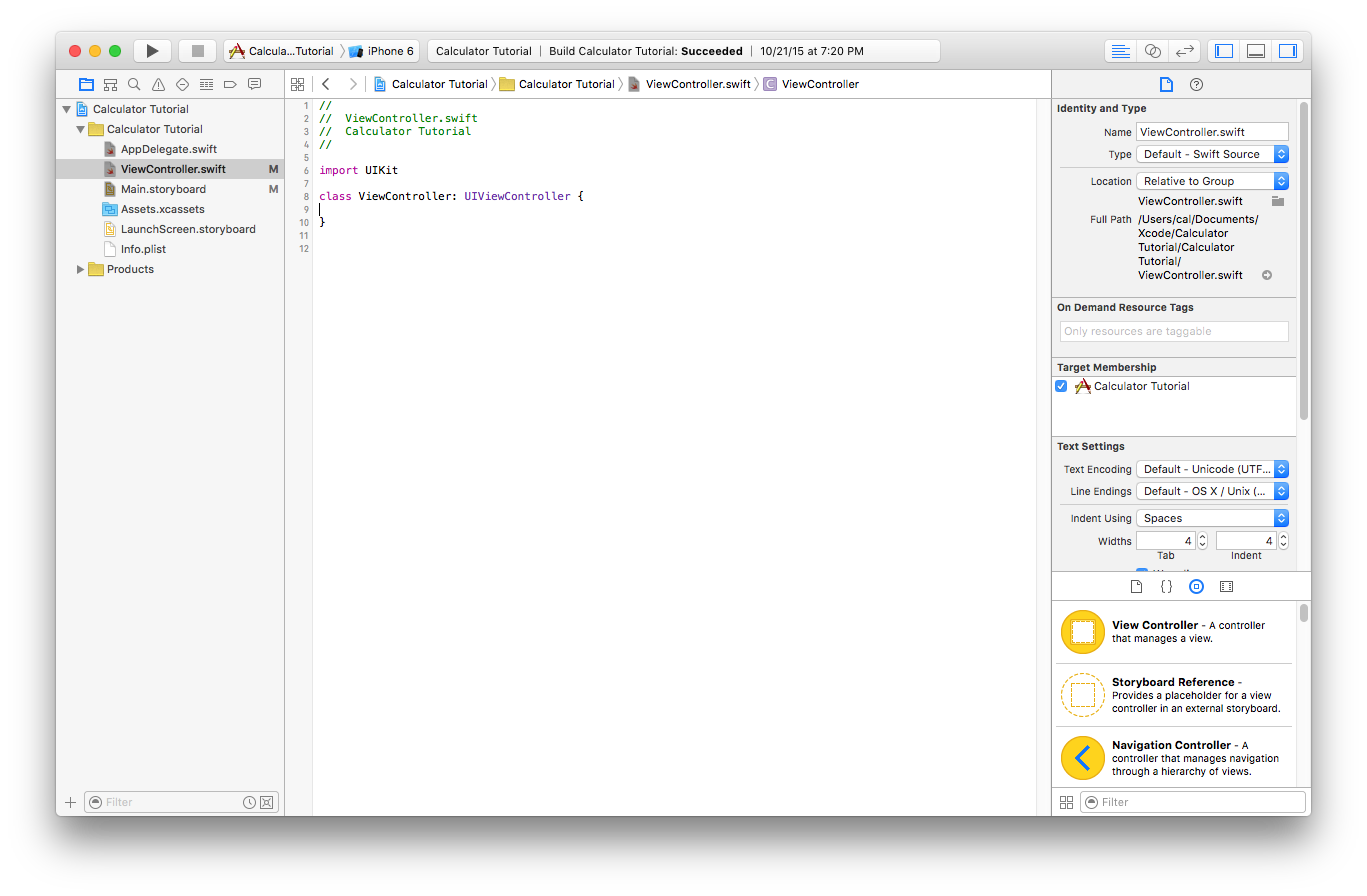 Calcula...Tutorial
iPhone 6
Calculator Tutorial | Build Calculator Tutorial: Succeeded | 10/21/15 at 7:20 PM
Calculator Tutorial
Calculator Tutorial
AppDelegate.swift
ViewController.swift M
Main.storyboard M
Assets.xcassets
LaunchScreen.storyboard
Info.plist
Products
Filter
Calculator Tutorial
Calculator Tutorial
ViewController.swift
C ViewController
1 //
2 //  ViewController.swift
3 //  Calculator Tutorial
4 //
5
6 import UIKit
7
8 class ViewController: UIViewController {
9
10 }
11
12
Identity and Type
Name ViewController.swift
Type Default - Swift Source
Location Relative to Group
ViewController.swift
Full Path /Users/cal/Documents/
Xcode/Calculator
Tutorial/Calculator
Tutorial/
ViewController.swift
On Demand Resource Tags
Only resources are taggable
Target Membership
Calculator Tutorial
Text Settings
Text Encoding Default - Unicode (UTF...
Line Endings Default - OS X / Unix (...
Indent Using Spaces
Widths 4 4
Tab Indent
{}
View Controller - A controller
that manages a view.
Storyboard Reference -
Provides a placeholder for a view
controller in an external storyboard.
Navigation Controller - A
controller that manages navigation
through a hierarchy of views.
Filter